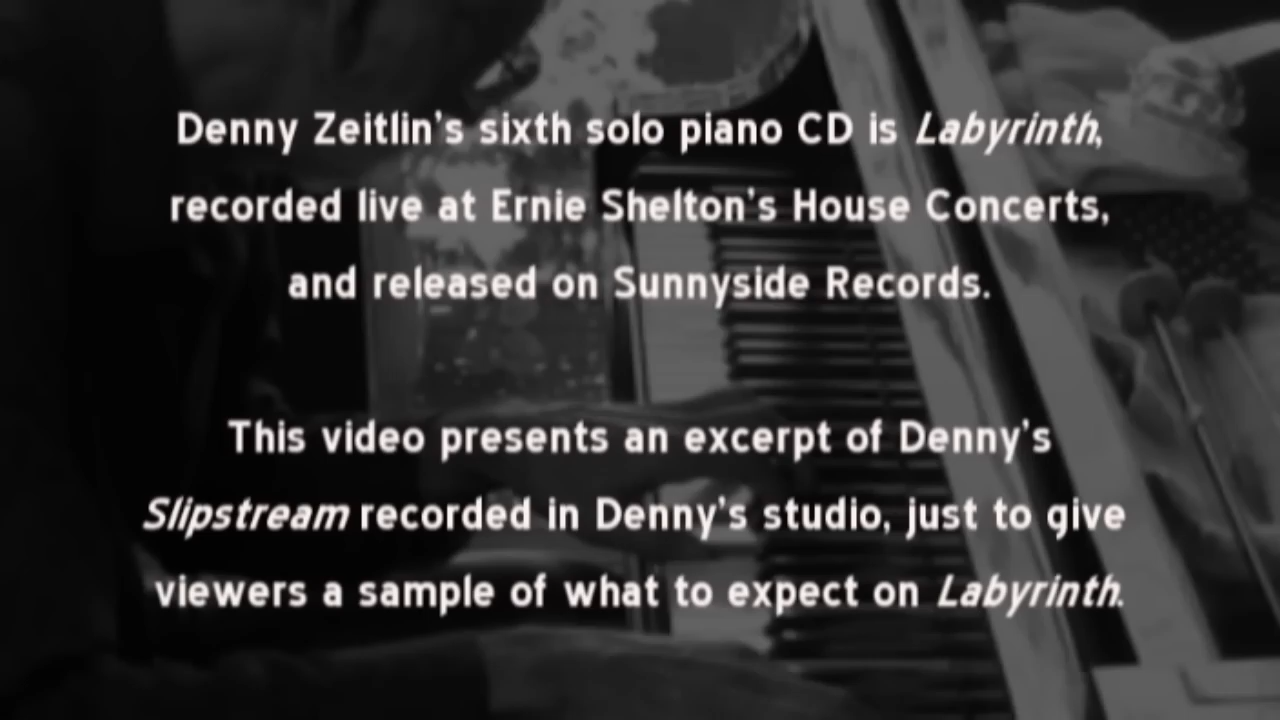 Denny Zeitlin's sixth solo piano CD is Labyrinth,
recorded live at Ernie Shelton's House Concerts,
and released on Sunnyside Records.
This video presents an excerpt of Denny's
Slipstream recorded in Denny's studio, just to give
viewers a sample of what to expect on Labyrinth.